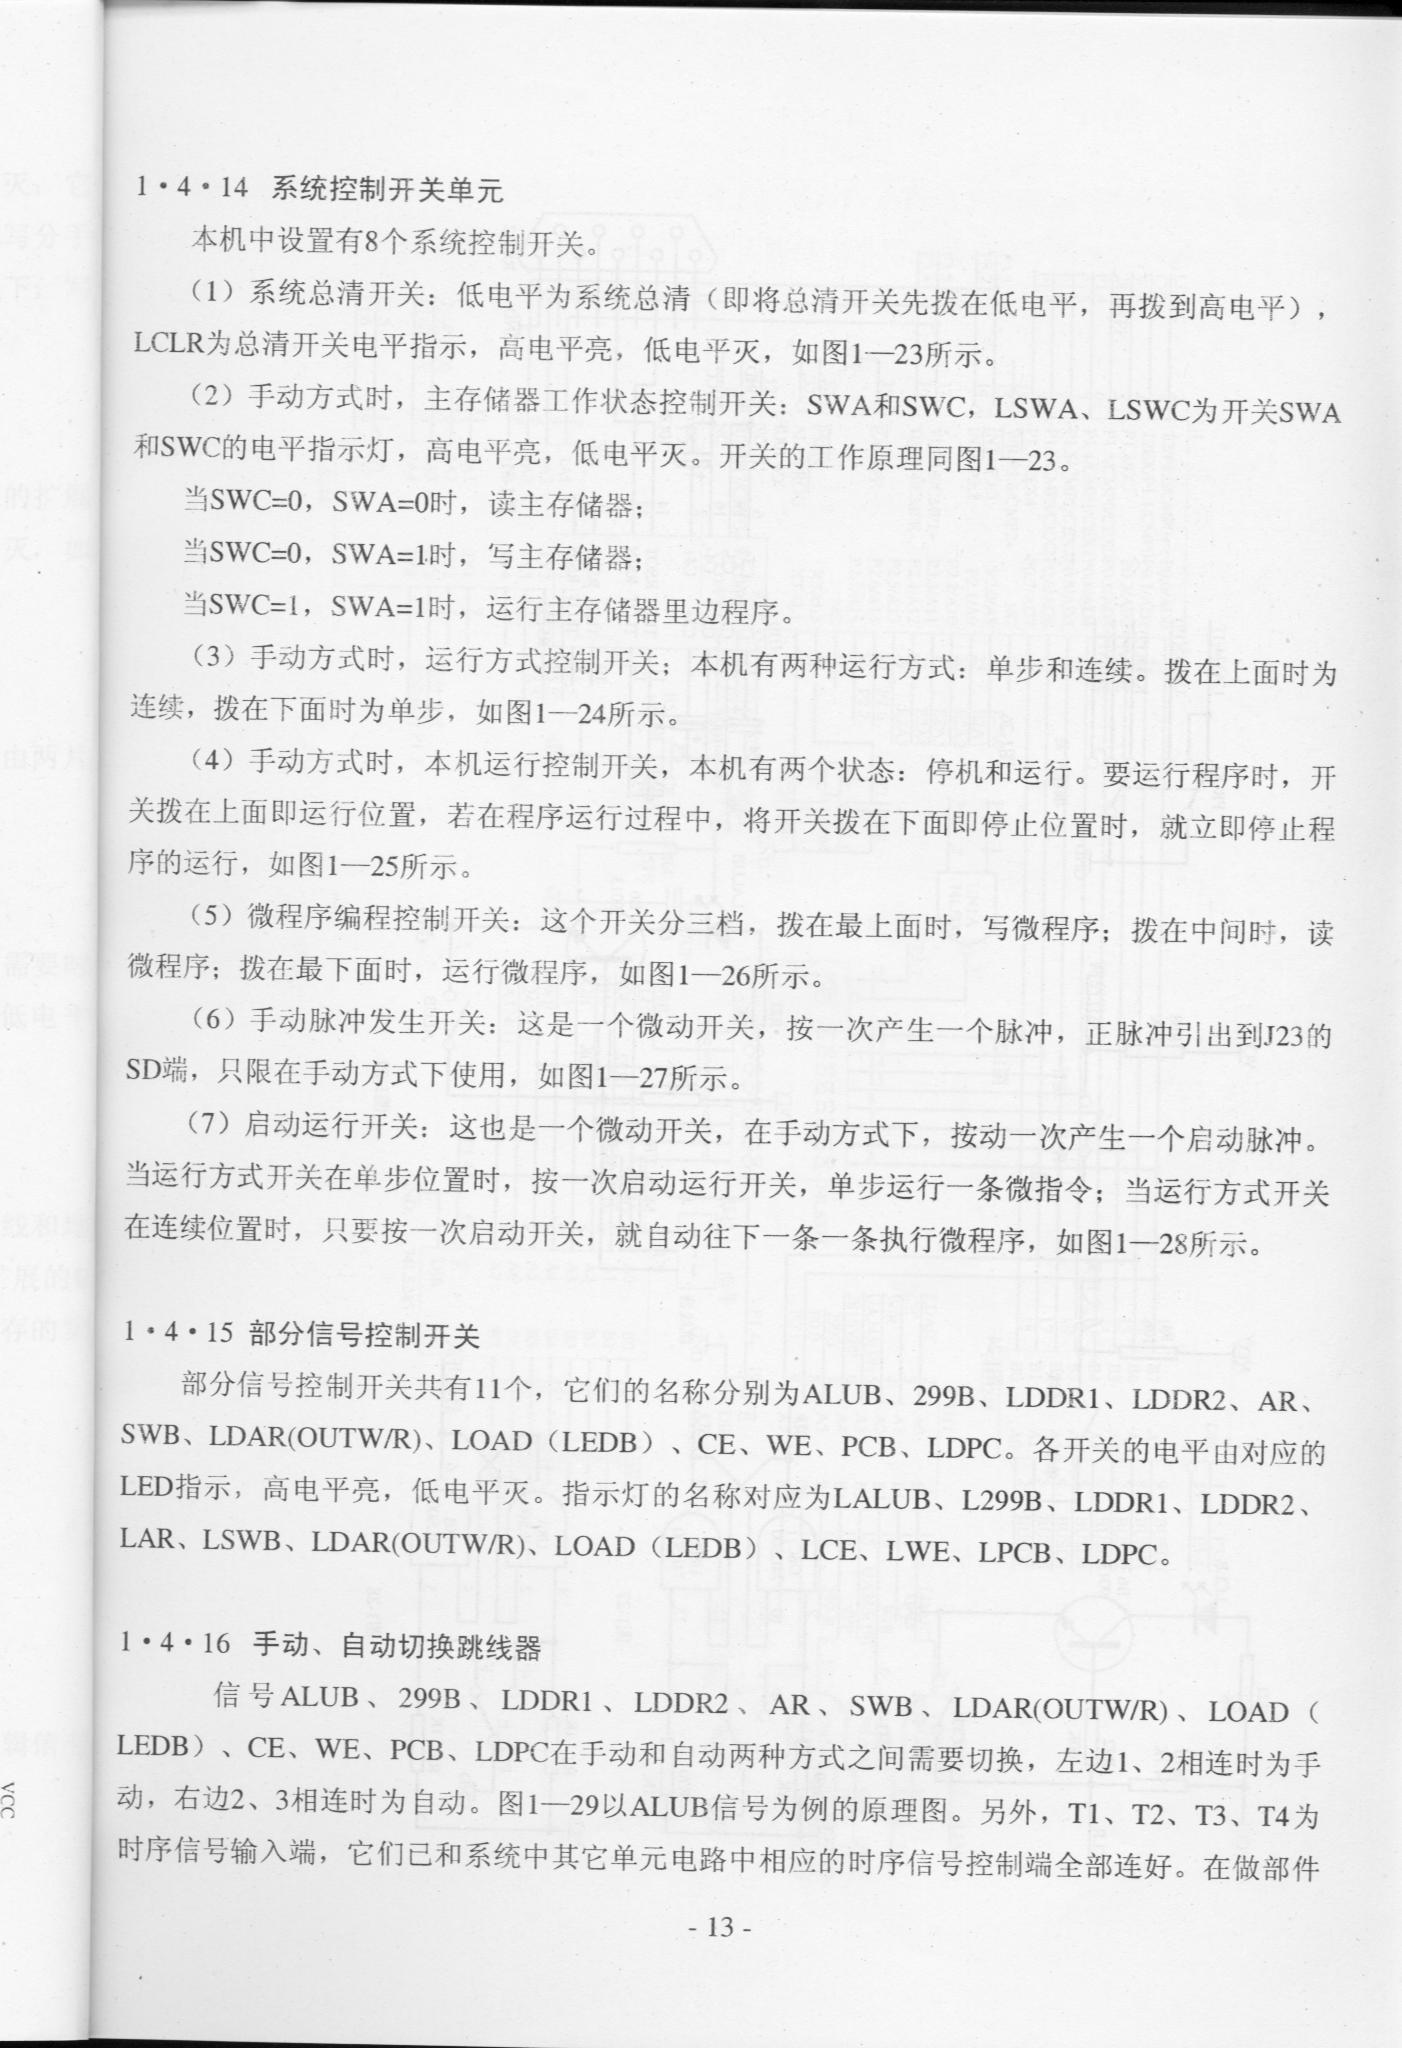 1·4·14 系统控制开关单元
本机中设置有8个系统控制开关。
（1）系统总清开关：低电平为系统总清（即将总清开关先拨在低电平，再拨到高电平），
LCLR为总清开关电平指示，高电平亮，低电平灭，如图1—23所示。
（2）手动方式时，主存储器工作状态控制开关：SWA和SWC，LSWA、LSWC为开关SWA
和SWC的电平指示灯，高电平亮，低电平灭。开关的工作原理同图1—23。
当SWC=0，SWA=0时，读主存储器；
当SWC=0，SWA=1时，写主存储器；
当SWC=1，SWA=1时，运行主存储器里边程序。
（3）手动方式时，运行方式控制开关；本机有两种运行方式：单步和连续。拨在上面时为
连续，拨在下面时为单步，如图1—24所示。
（4）手动方式时，本机运行控制开关，本机有两个状态：停机和运行。要运行程序时，开
关拨在上面即运行位置，若在程序运行过程中，将开关拨在下面即停止位置时，就立即停止程
序的运行，如图1—25所示。
（5）微程序编程控制开关：这个开关分三档，拨在最上面时，写微程序；拨在中间时，读
微程序；拨在最下面时，运行微程序，如图1—26所示。
（6）手动脉冲发生开关：这是一个微动开关，按一次产生一个脉冲，正脉冲引出到J23的
SD端，只限在手动方式下使用，如图1—27所示。
（7）启动运行开关：这也是一个微动开关，在手动方式下，按动一次产生一个启动脉冲。
当运行方式开关在单步位置时，按一次启动运行开关，单步运行一条微指令；当运行方式开关
在连续位置时，只要按一次启动开关，就自动往下一条一条执行微程序，如图1—28所示。
1·4·15 部分信号控制开关
部分信号控制开关共有11个，它们的名称分别为ALUB、299B、LDDR1、LDDR2、AR、
SWB、LDAR(OUTW/R)、LOAD（LEDB）、CE、WE、PCB、LDPC。各开关的电平由对应的
LED指示，高电平亮，低电平灭。指示灯的名称对应为LALUB、L299B、LDDR1、LDDR2、
LAR、LSWB、LDAR(OUTW/R)、LOAD（LEDB）、LCE、LWE、LPCB、LDPC。
1·4·16 手动、自动切换跳线器
信号ALUB、299B、LDDR1、LDDR2、AR、SWB、LDAR(OUTW/R)、LOAD（
LEDB）、CE、WE、PCB、LDPC在手动和自动两种方式之间需要切换，左边1、2相连时为手
动，右边2、3相连时为自动。图1—29以ALUB信号为例的原理图。另外，T1、T2、T3、T4为
时序信号输入端，它们已和系统中其它单元电路中相应的时序信号控制端全部连好。在做部件
- 13 -
VCC